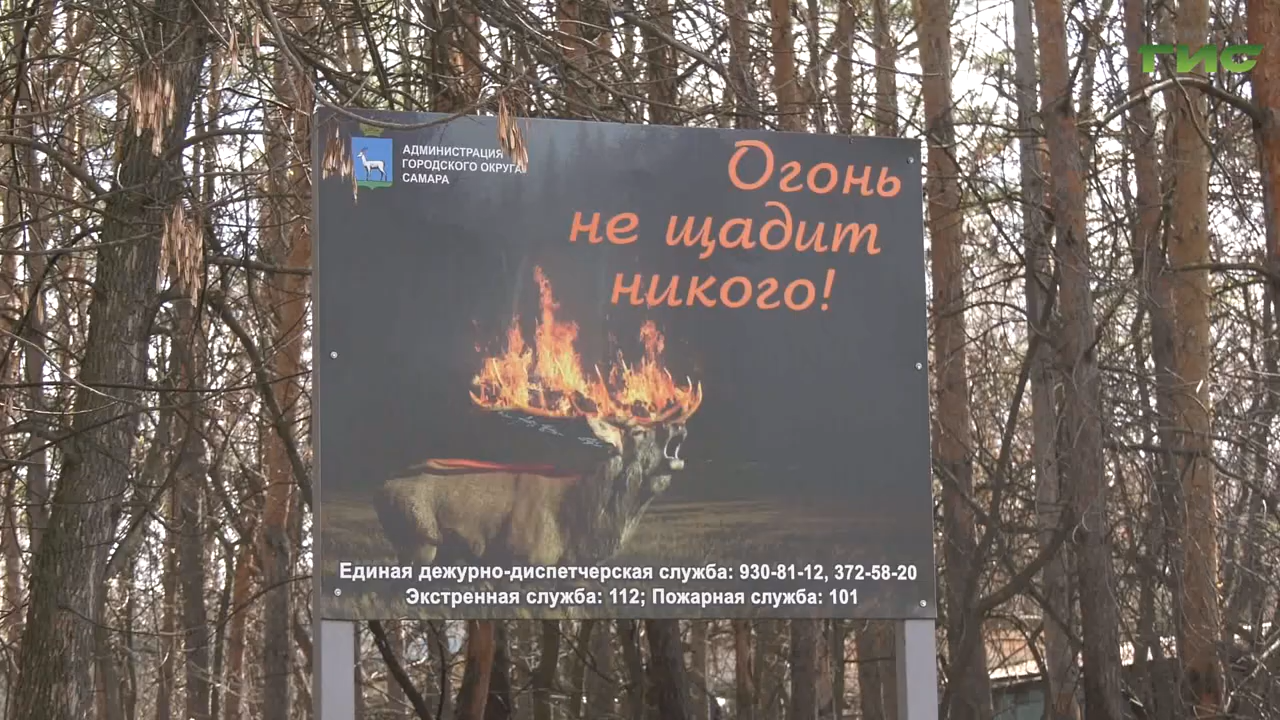 ГИС
АДМИНИСТРАЦИЯ
ГОРОДСКОГО ОКРУГА
САМАРА
Огонь
не щадит
никого!
Единая дежурно-диспетчерская служба: 930-81-12, 372-58-20
Экстренная служба: 112; Пожарная служба: 101